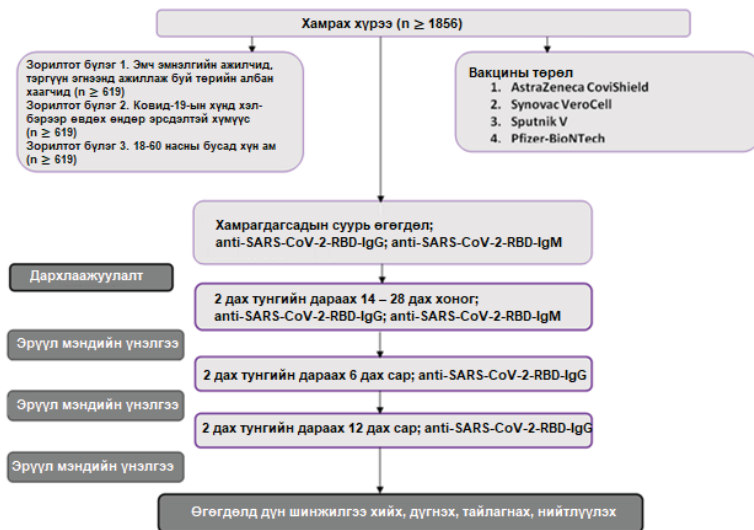 Хамрах хүрээ (n ≥ 1856)
Зорилтот бүлэг 1. Эмч эмнэлгийн ажилчид,
тэргүүн эгнээнд ажиллаж буй төрийн албан
хаагчид (n ≥ 619)
Зорилтот бүлэг 2. Ковид-19-ын хүнд хэл-
бэрээр өвдөх өндөр эрсдэлтэй хүмүүс
(n ≥ 619)
Зорилтот бүлэг 3. 18-60 насны бусад хүн ам
(n ≥ 619)
Вакцины төрөл
1. AstraZeneca CoviShield
2. Synovac VeroCell
3. Sputnik V
4. Pfizer-BioNTech
Хамрагдагсадын суурь өгөгдөл;
anti-SARS-CoV-2-RBD-IgG; anti-SARS-CoV-2-RBD-IgM
Дархлаажуулалт
2 дах тунгийн дараах 14 – 28 дах хоног;
anti-SARS-CoV-2-RBD-IgG; anti-SARS-CoV-2-RBD-IgM
Эрүүл мэндийн үнэлгээ
2 дах тунгийн дараах 6 дах сар; anti-SARS-CoV-2-RBD-IgG
Эрүүл мэндийн үнэлгээ
2 дах тунгийн дараах 12 дах сар; anti-SARS-CoV-2-RBD-IgG
Эрүүл мэндийн үнэлгээ
Өгөгдөлд дүн шинжилгээ хийх, дүгнэх, тайлагнах, нийтлүүлэх